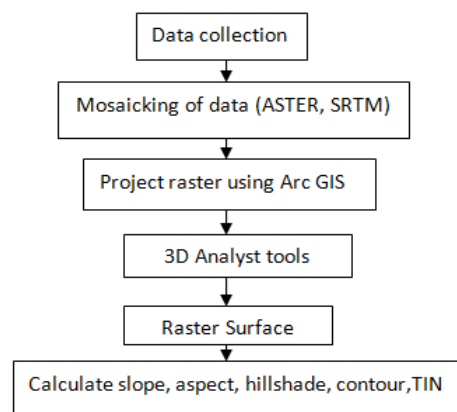 Data collection
Mosaicking of data (ASTER, SRTM)
Project raster using Arc GIS
3D Analyst tools
Raster Surface
Calculate slope, aspect, hillshade, contour,TIN